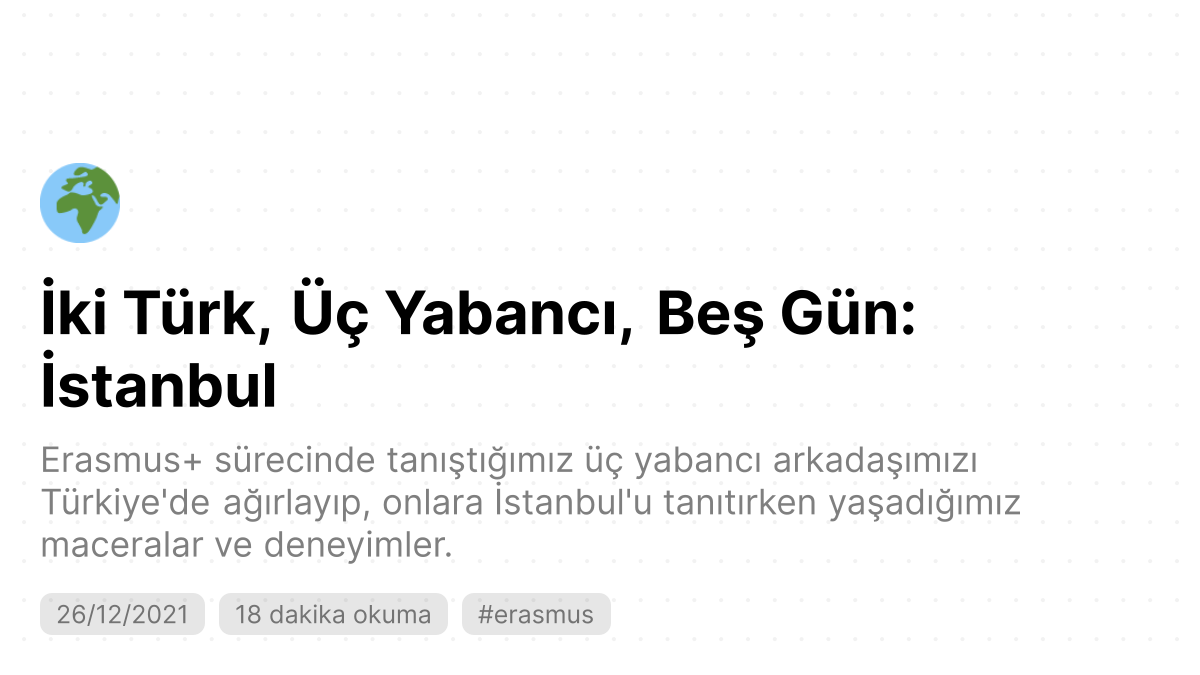 İki Türk, Üç Yabancı, Beş Gün:
İstanbul
Erasmus+ sürecinde tanıştığımız üç yabancı arkadaşımızı
Türkiye'de ağırlayıp, onlara İstanbul'u tanıtırken yaşadığımız
maceralar ve deneyimler.
26/12/2021 18 dakika okuma #erasmus